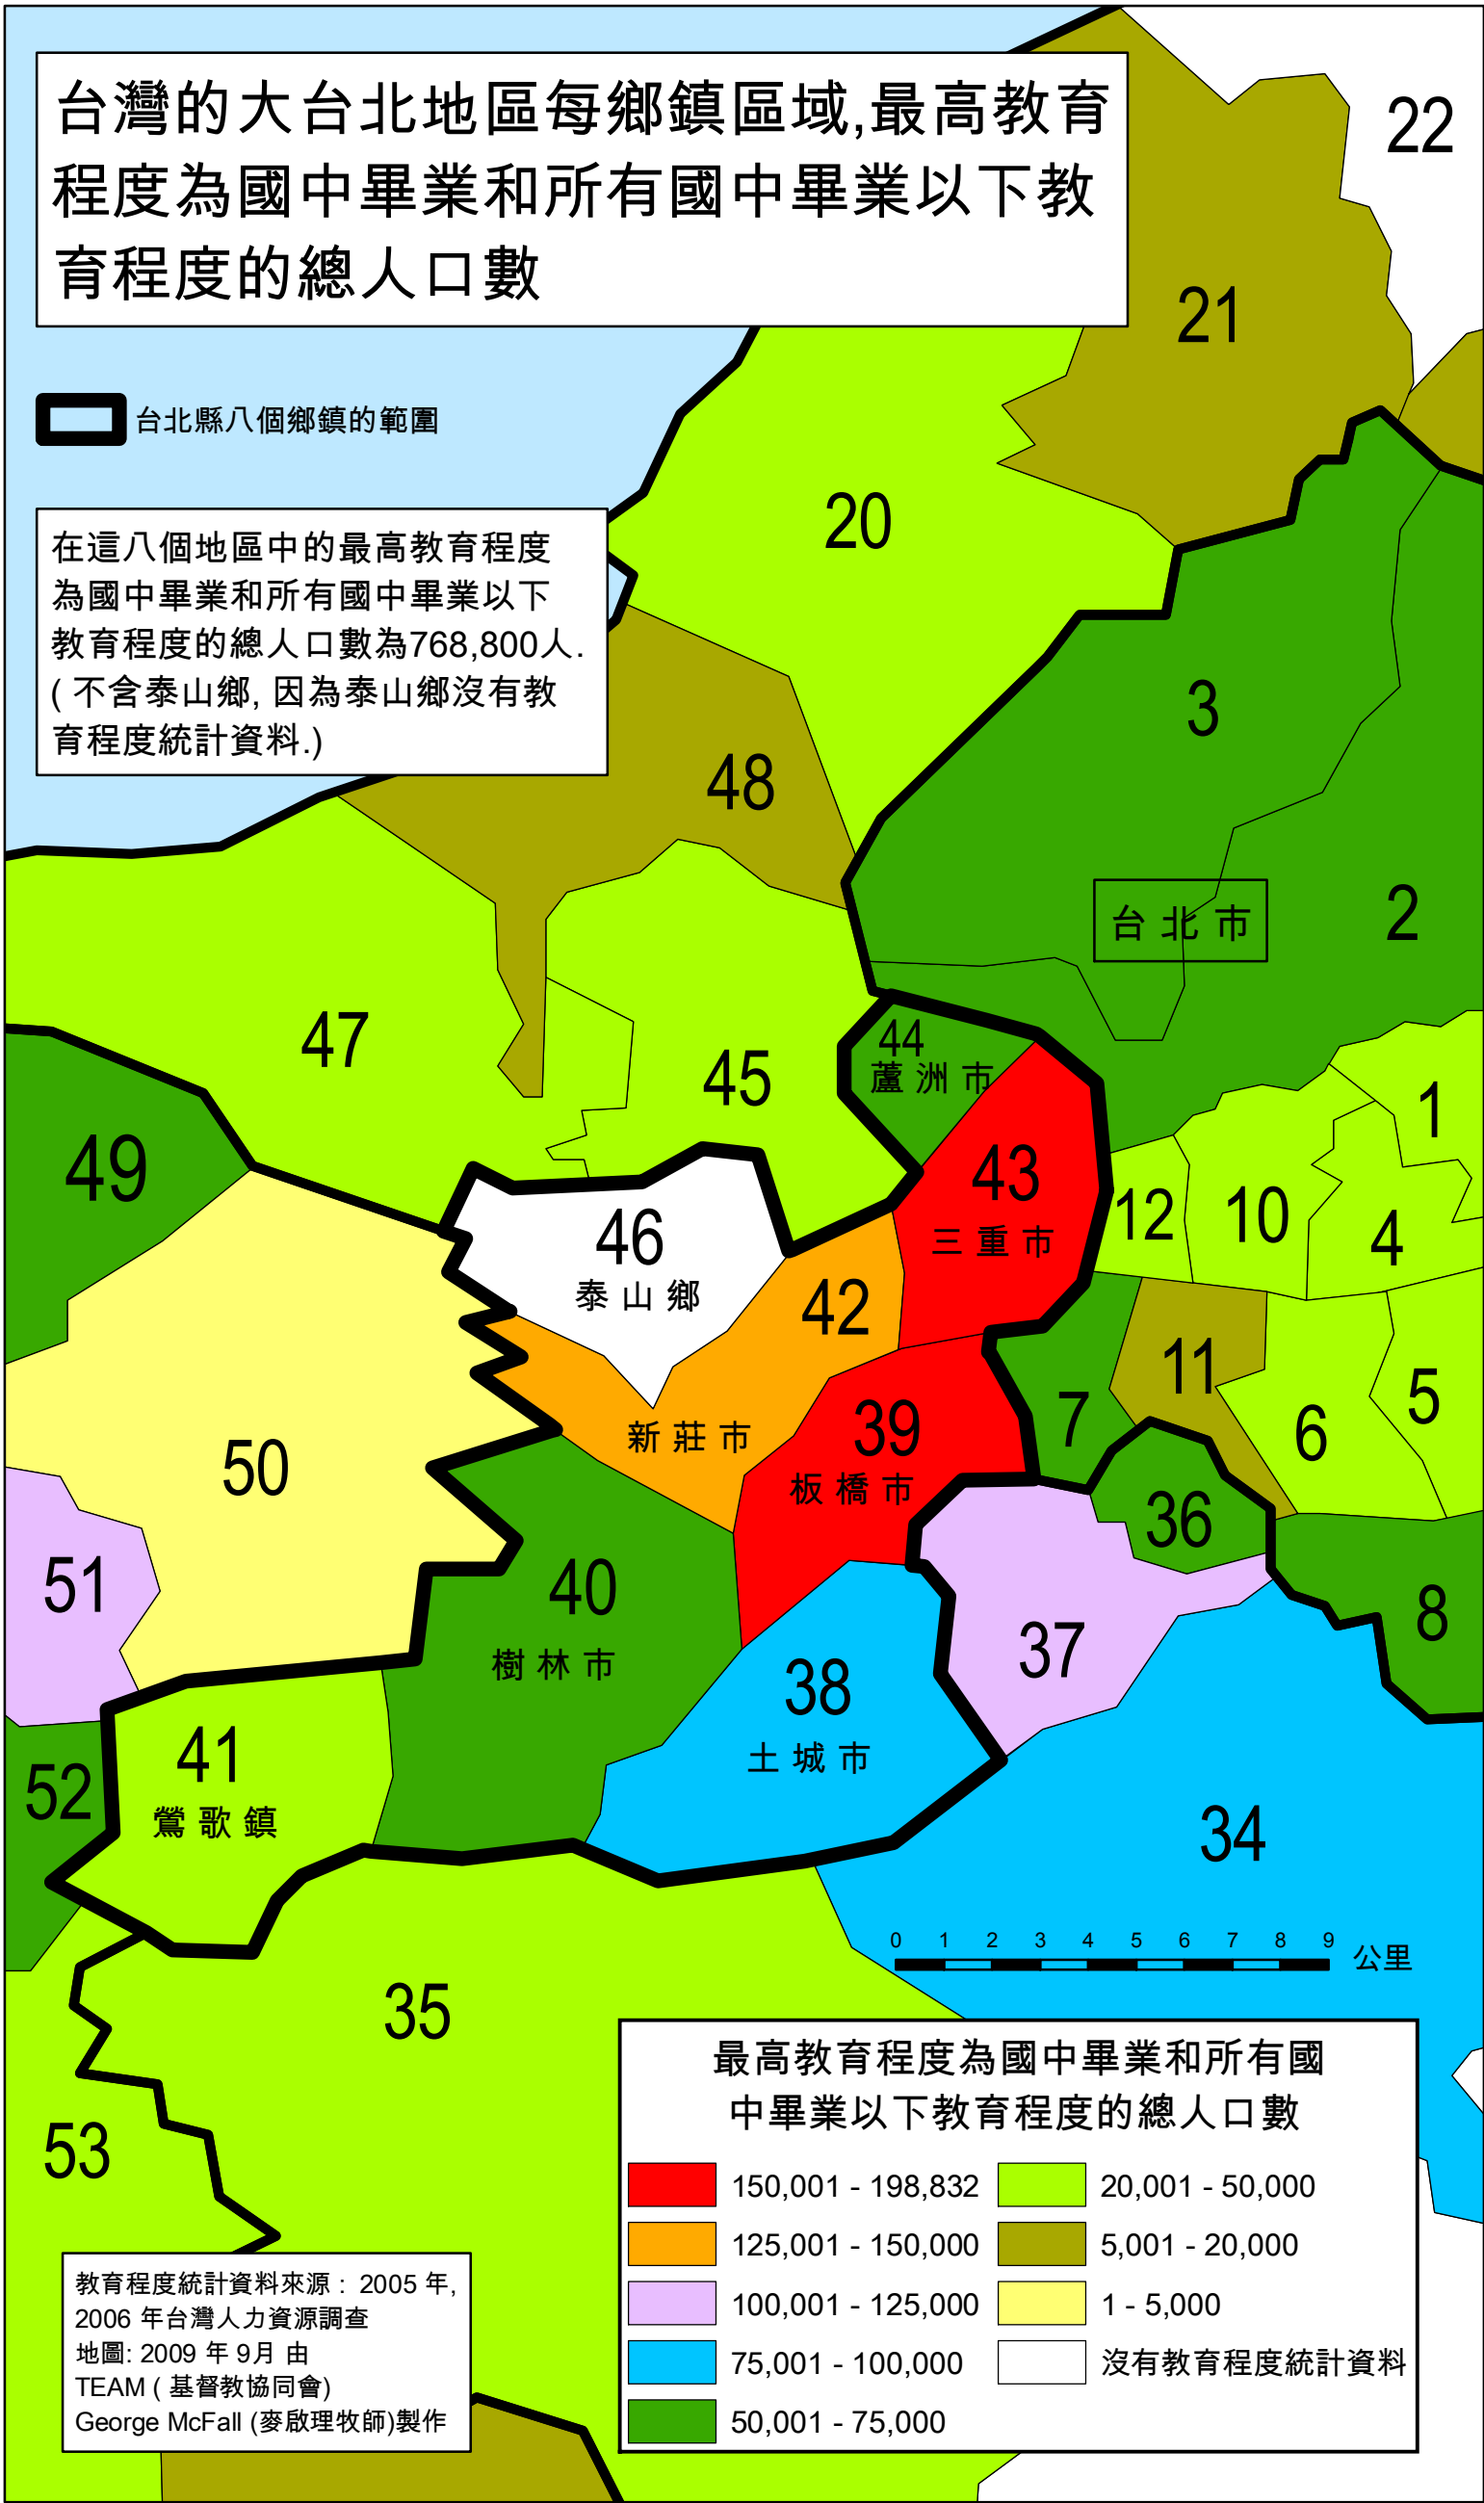 台灣的大台北地區每鄉鎮區域,最高教育
程度為國中畢業和所有國中畢業以下教
育程度的總人口數
22
21
台北縣八個鄉鎮的範圍
20
在這八個地區中的最高教育程度
為國中畢業和所有國中畢業以下
教育程度的總人口數為768,800人.
( 不含泰山鄉, 因為泰山鄉沒有教
育程度統計資料.)
3
48
台北市
2
47
44
蘆洲市
45
1
49
43
三重市
12
10
4
46
泰山鄉
42
新莊市
11
7
5
6
39
板橋市
50
36
51
40
樹林市
8
37
38
土城市
41
鶯歌鎮
52
34
0 1 2 3 4 5 6 7 8 9 公里
35
53
最高教育程度為國中畢業和所有國
中畢業以下教育程度的總人口數
150,001 - 198,832
125,001 - 150,000
100,001 - 125,000
75,001 - 100,000
50,001 - 75,000
20,001 - 50,000
5,001 - 20,000
1 - 5,000
沒有教育程度統計資料
教育程度統計資料來源 : 2005 年,
2006 年台灣人力資源調查
地圖: 2009 年 9月 由
TEAM ( 基督教協同會)
George McFall (麥啟理牧師)製作